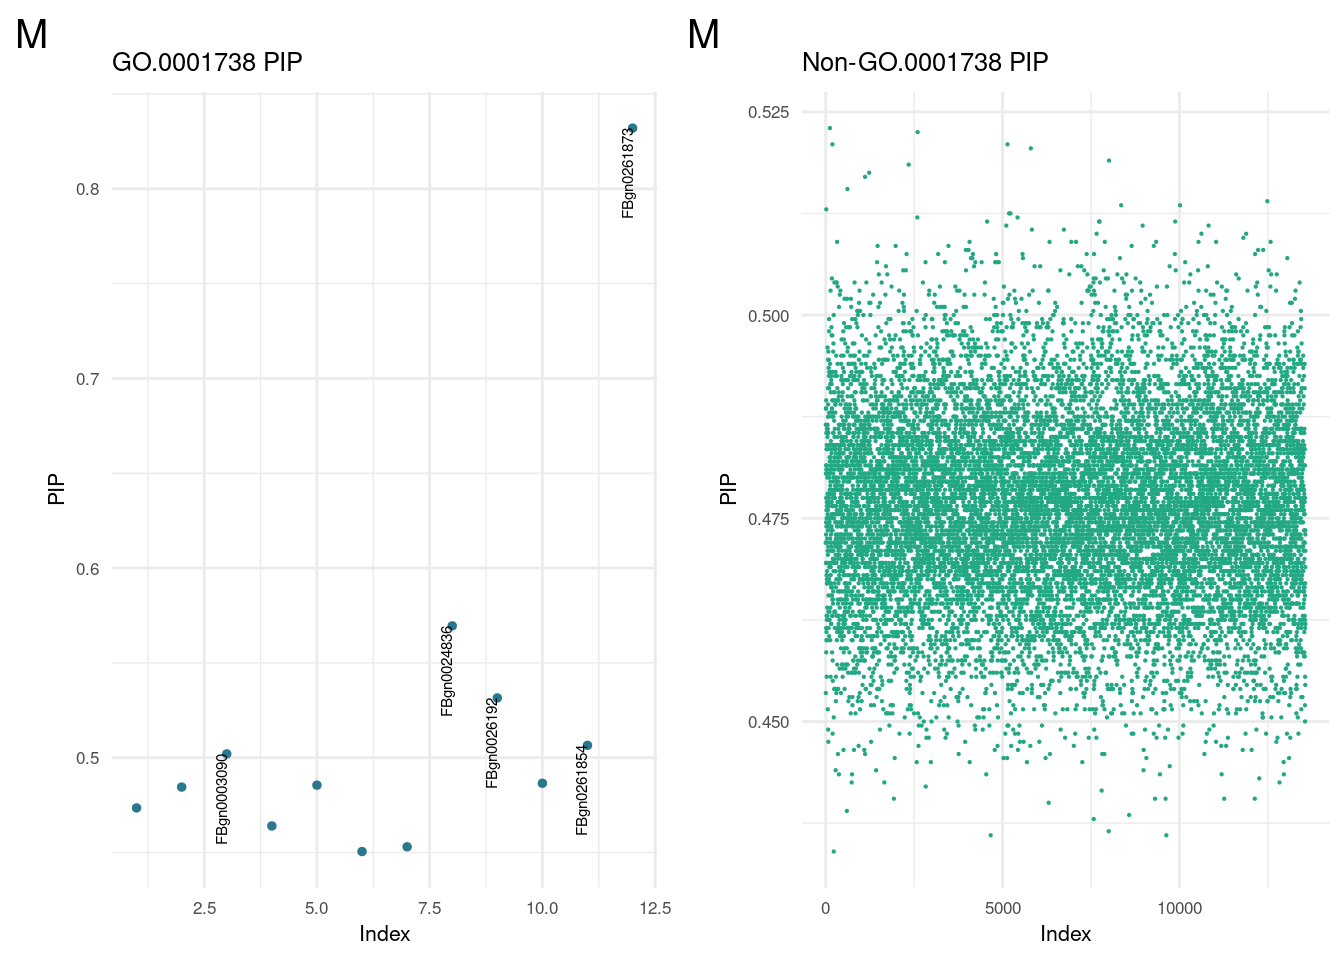 M
GO.0001738 PIP
PIP
0.8
0.7
0.6
0.5
FBgn0261873
FBgn0024836
FBgn0026192
FBgn0003090
FBgn0261854
2.5 5.0 7.5 10.0 12.5
Index
M
Non-GO.0001738 PIP
PIP
0.525
0.500
0.475
0.450
0 5000 10000
Index